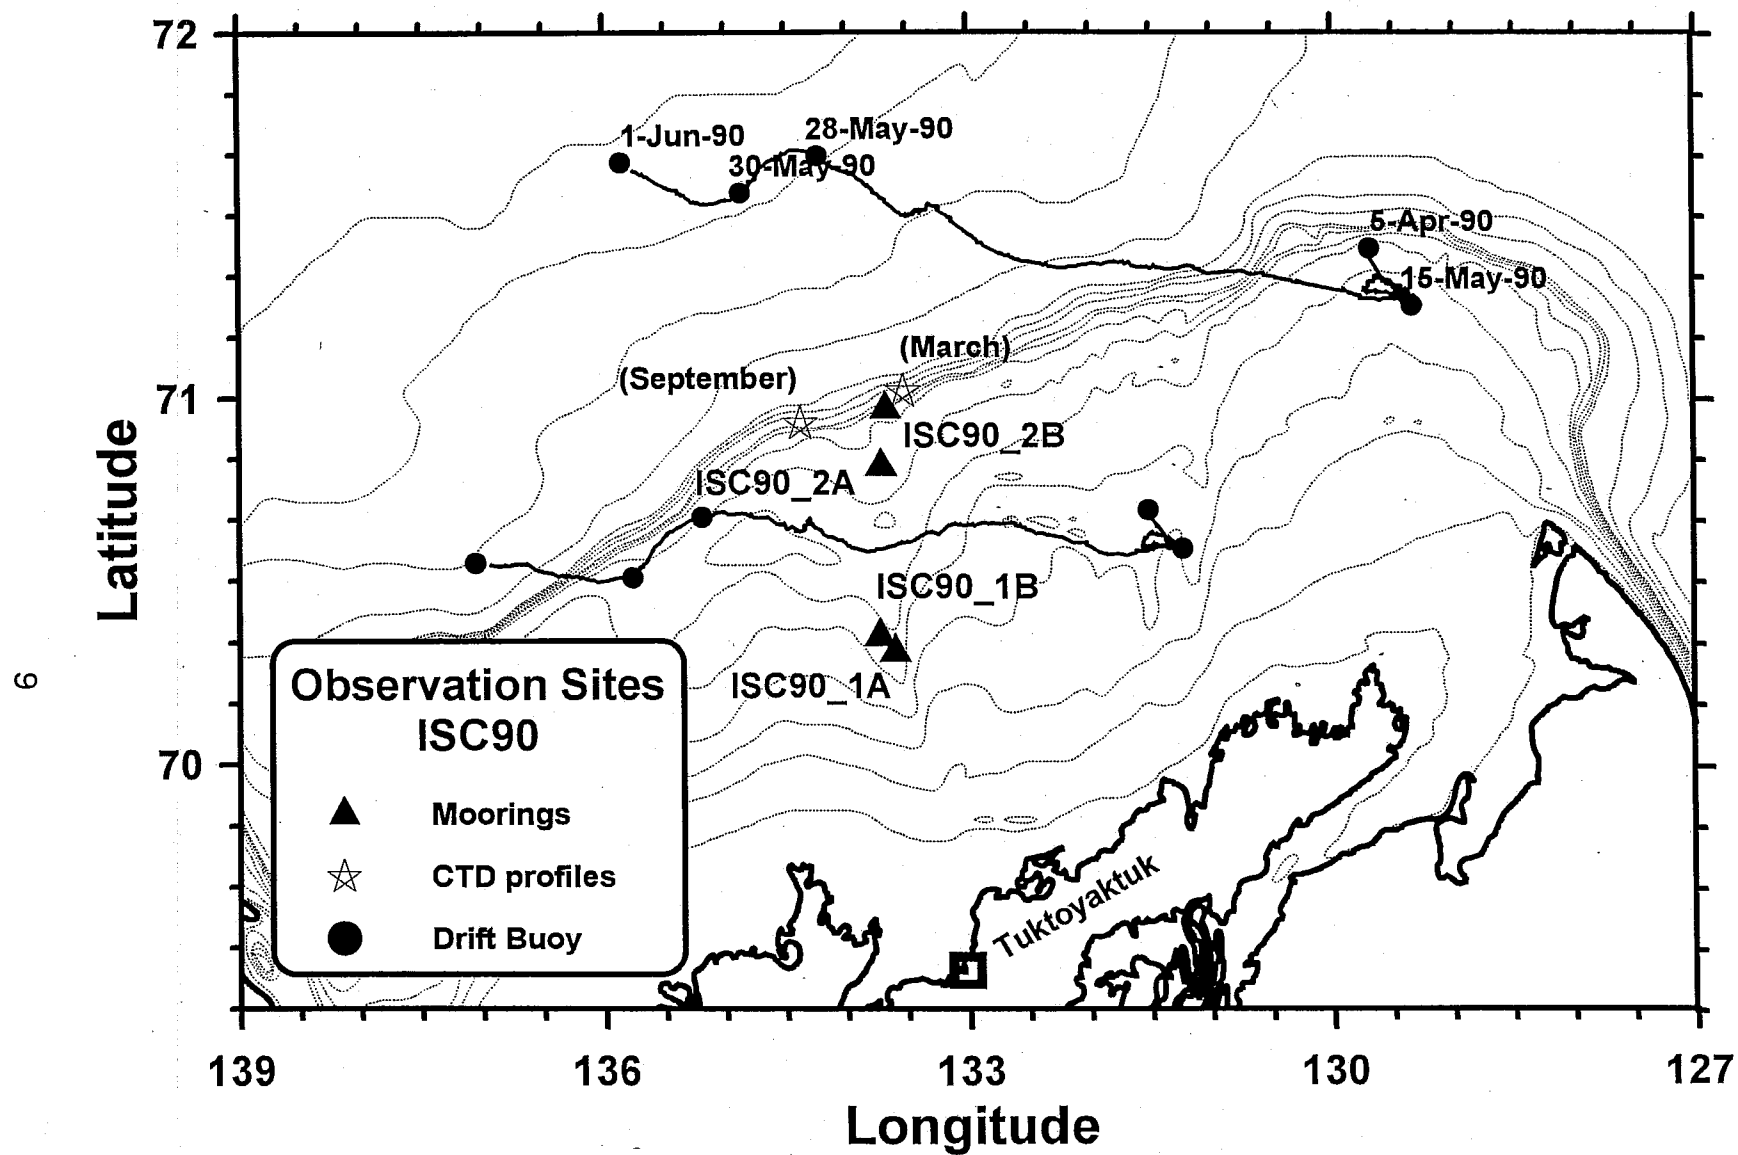 72
1-Jun-90
28-May-90
30-May-90
5-Apr-90
15-May-90
(March)
(September)
71
ISC90_2B
ISC90_2A
ISC90_1B
ISC90_1A
Latitude
6
Observation Sites
ISC90
Moorings
CTD profiles
Drift Buoy
70
Tuktoyaktuk
139
136
133
130
127
Longitude